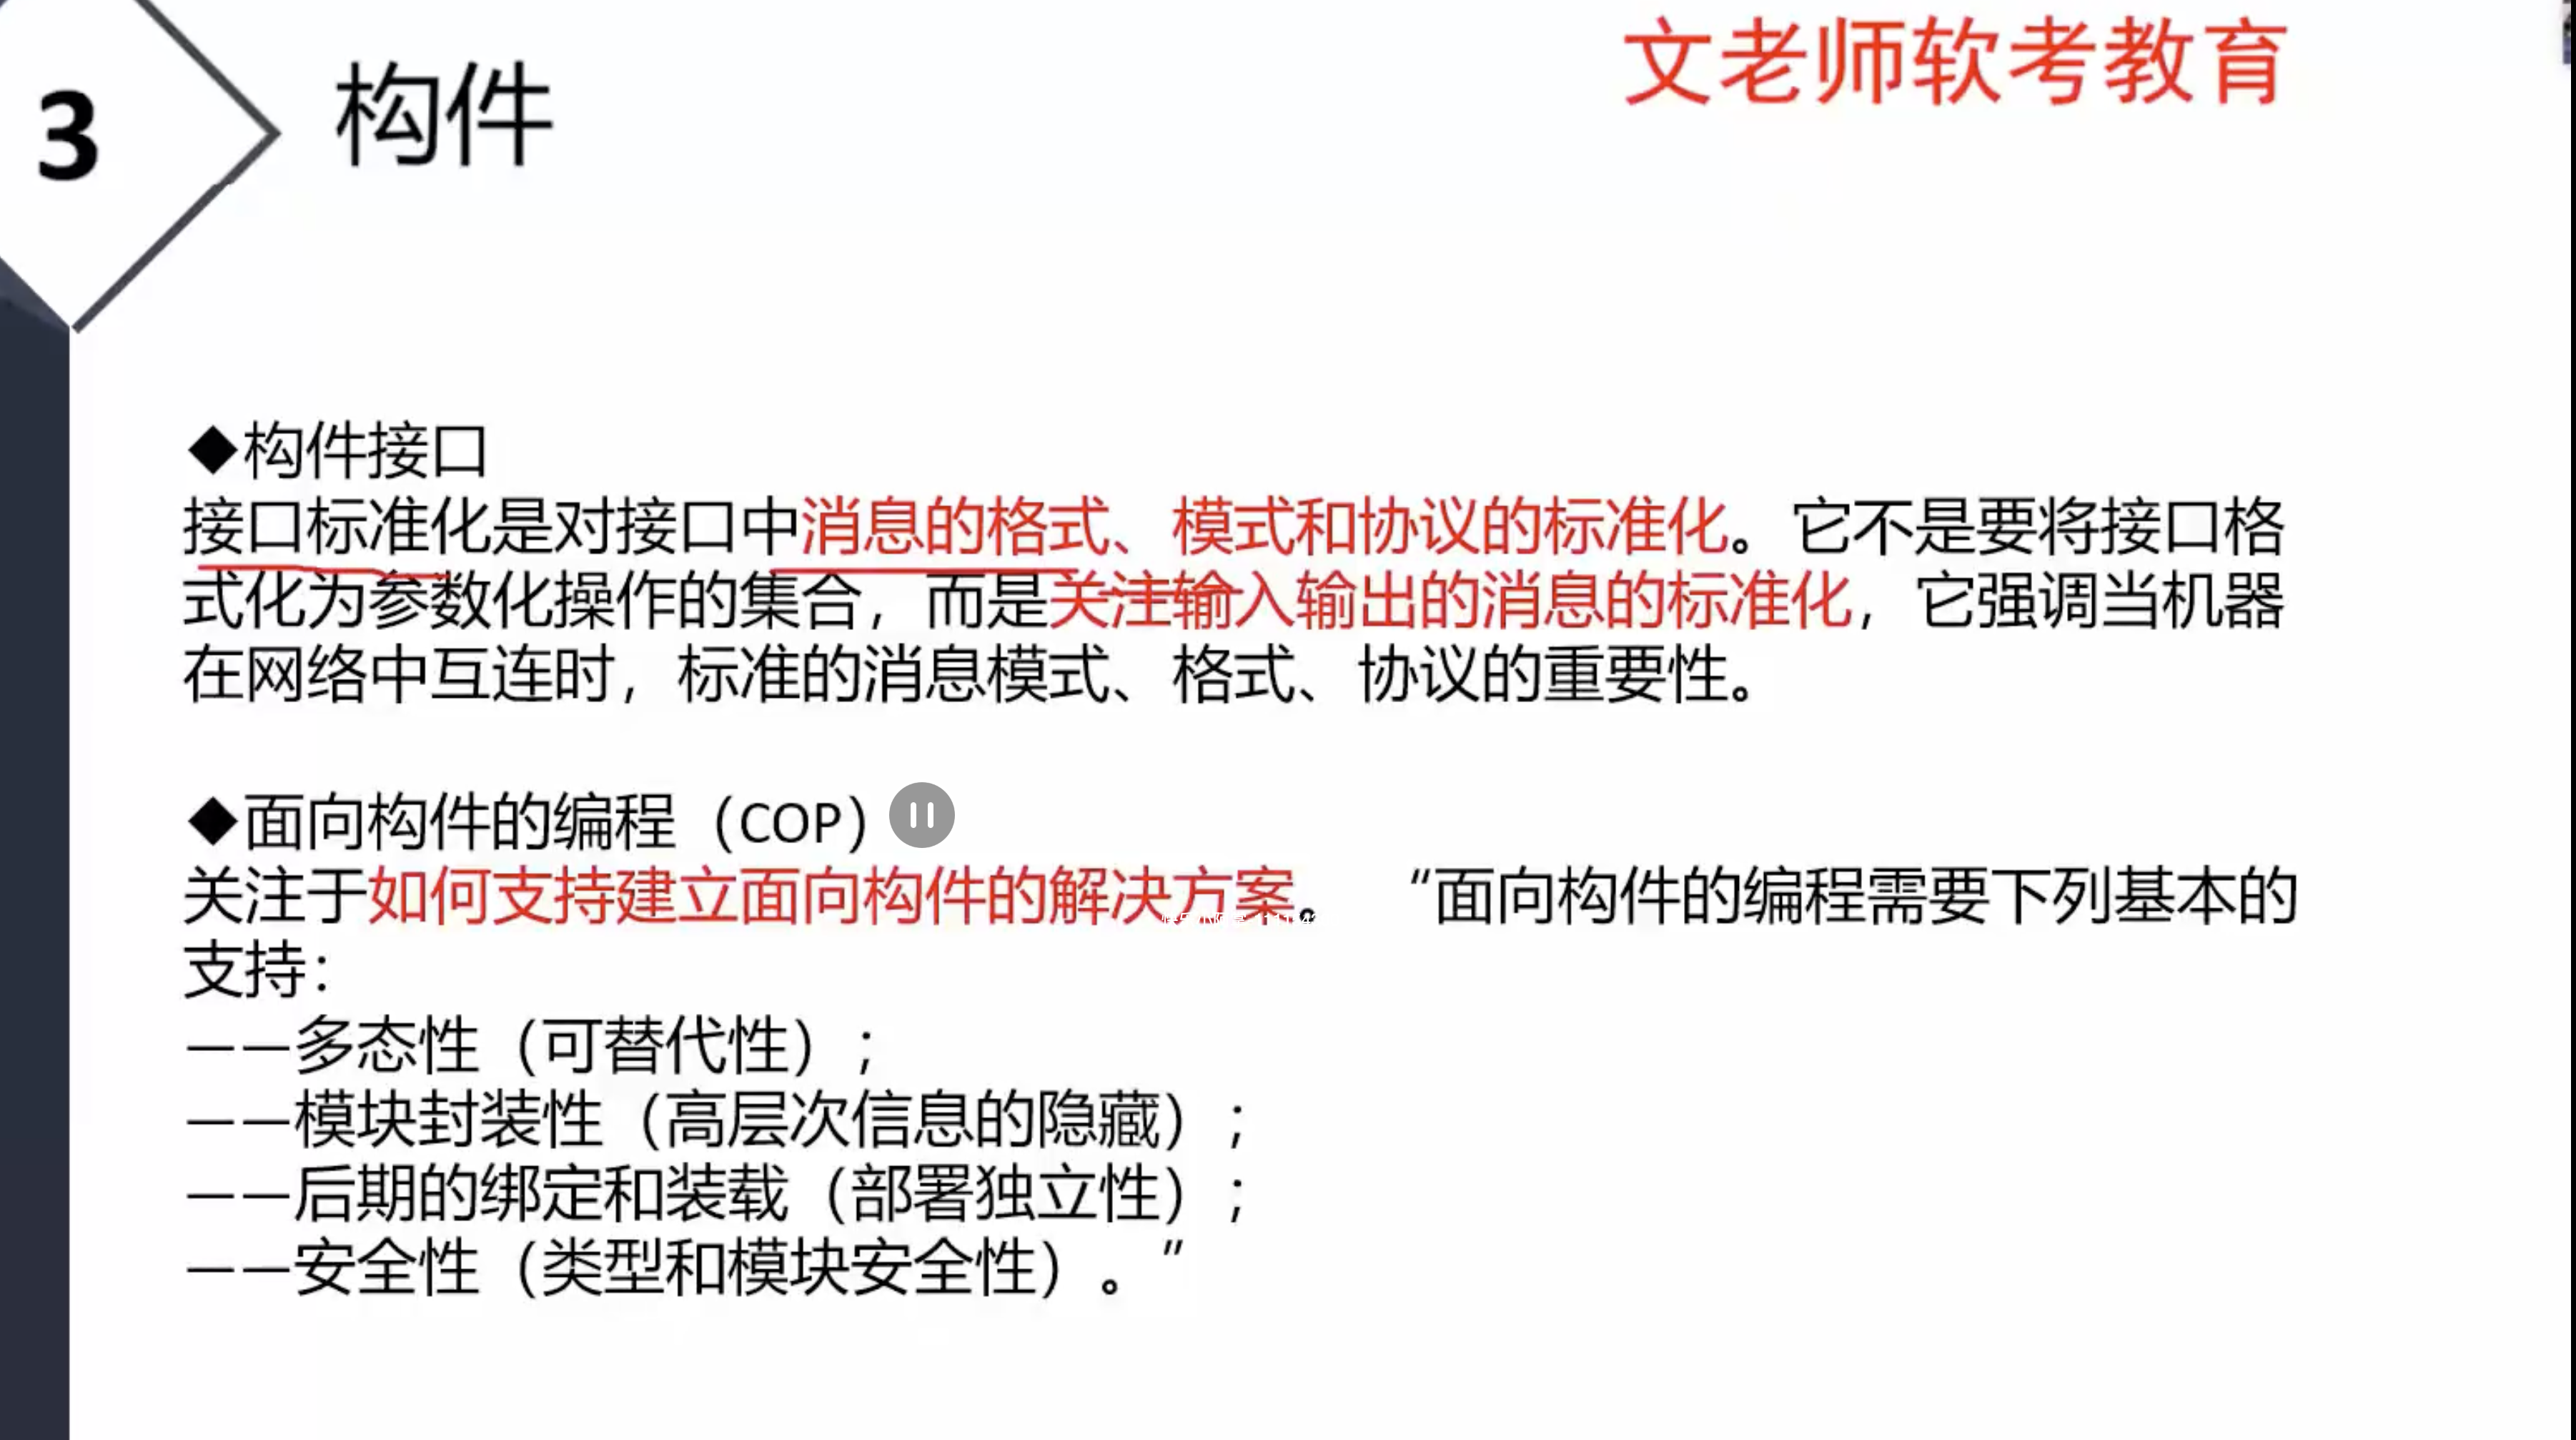 文老师软考教育
3
构件
◆构件接口
接口标准化是对接口中消息的格式、模式和协议的标准化。它不是要将接口格
式化为参数化操作的集合，而是关注输入输出的消息的标准化，它强调当机器
在网络中互连时，标准的消息模式、格式、协议的重要性。
◆面向构件的编程（COP）
关注于如何支持建立面向构件的解决方案。 “面向构件的编程需要下列基本的
支持：
——多态性（可替代性）；
——模块封装性（高层次信息的隐藏）；
——后期的绑定和装载（部署独立性）；
——安全性（类型和模块安全性）。”